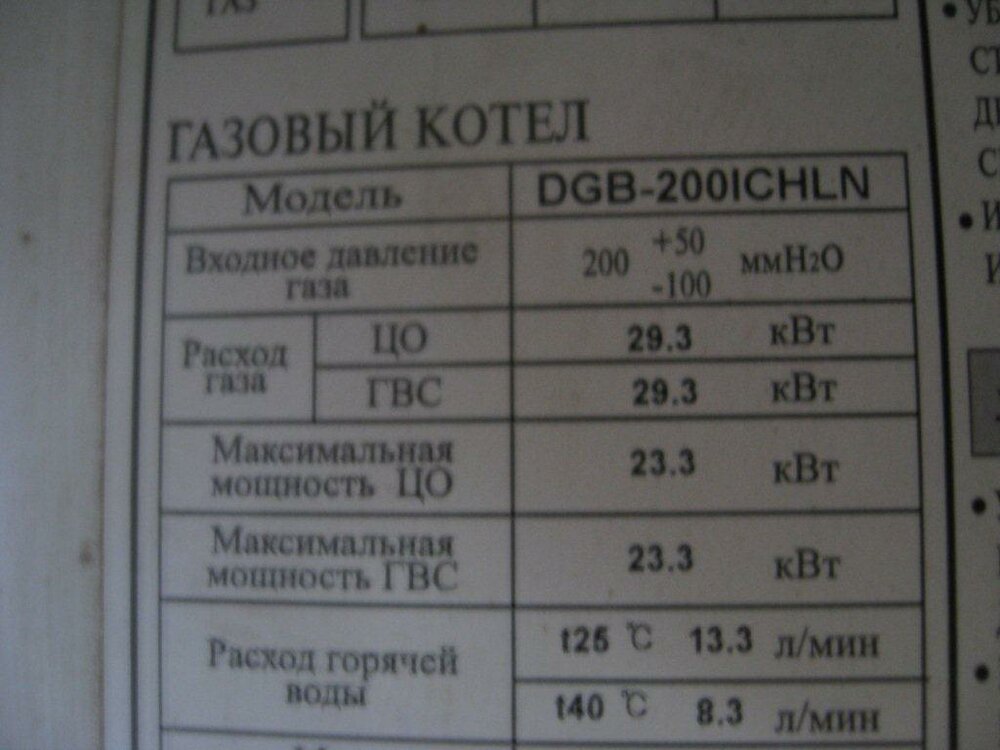 ГАЗ
ГАЗОВЫЙ КОТЕЛ
Модель DGB-200ICHLN
Входное давление газа 200 +50 -100 ммH2O
Расход газа
ЦО 29.3 кВт
ГВС 29.3 кВт
Максимальная мощность ЦО 23.3 кВт
Максимальная мощность ГВС 23.3 кВт
Расход горячей воды
t25 ℃ 13.3 л/мин
t40 ℃ 8.3 л/мин